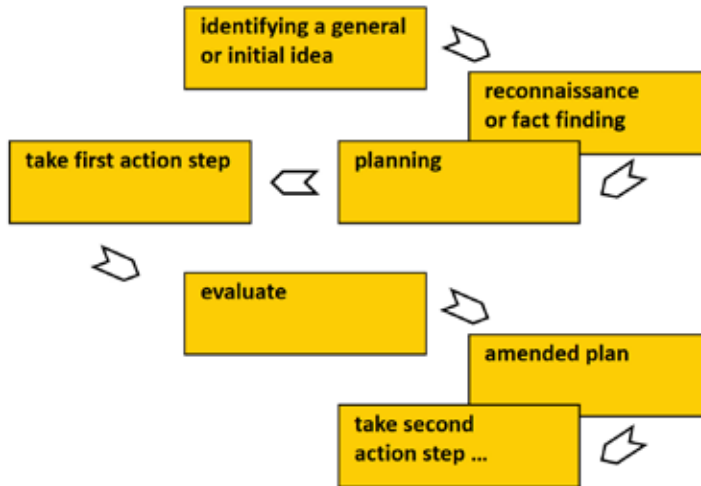 identifying a general
or initial idea
reconnaissance
or fact finding
planning
take first action step
evaluate
amended plan
take second
action step ...